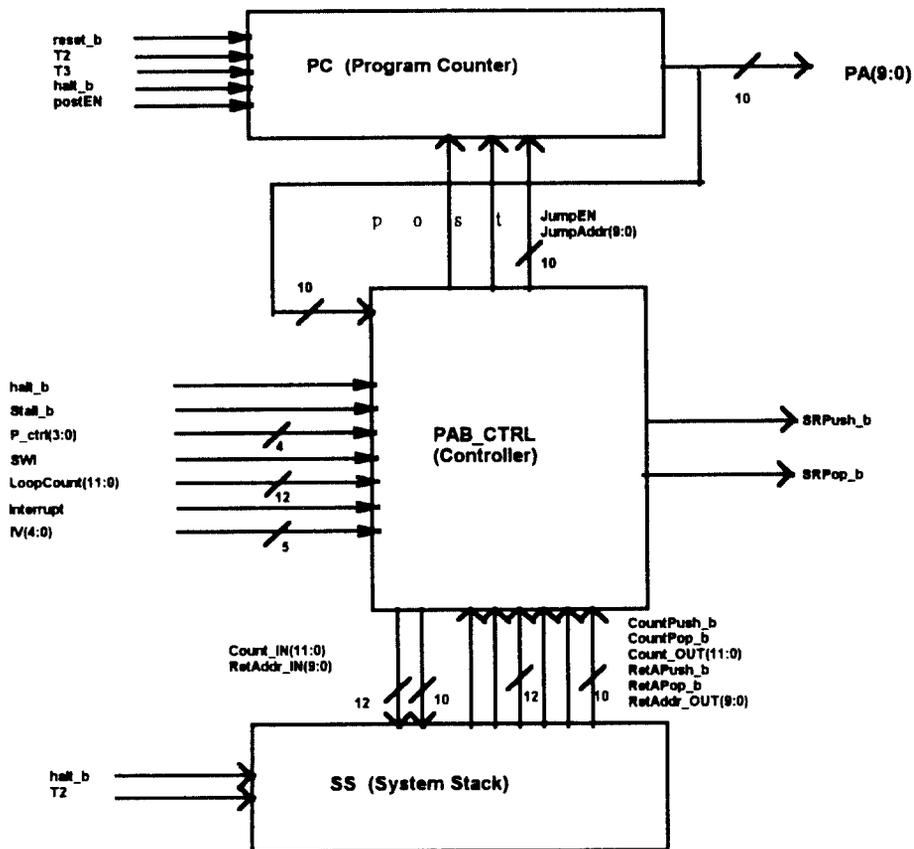 reset_b
T2
T3
halt_b
postEN
PC (Program Counter)
PA(9:0)
10
p o s t
JumpEN
JumpAddr(9:0)
10
10
halt_b
Stall_b
P_ctrl(3:0)
4
SWI
LoopCount(11:0)
12
Interrupt
IV(4:0)
5
PAB_CTRL
(Controller)
SRPush_b
SRPop_b
Count_IN(11:0)
RetAddr_IN(9:0)
12
10
12
10
CountPush_b
CountPop_b
Count_OUT(11:0)
RetAPush_b
RetAPop_b
RetAddr_OUT(9:0)
halt_b
T2
SS (System Stack)